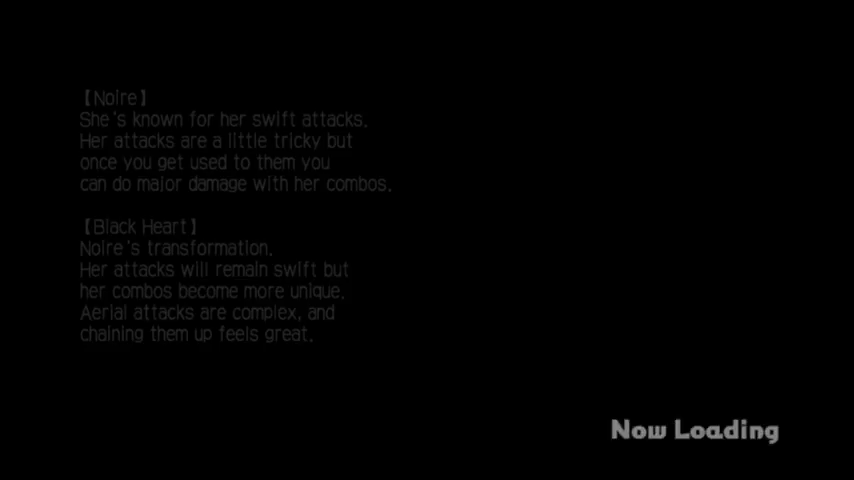 【Noire】
She's known for her swift attacks.
Her attacks are a little tricky but
once you get used to them you
can do major damage with her combos.
【Black Heart】
Noire's transformation.
Her attacks will remain swift but
her combos become more unique.
Aerial attacks are complex, and
chaining them up feels great.
Now Loading